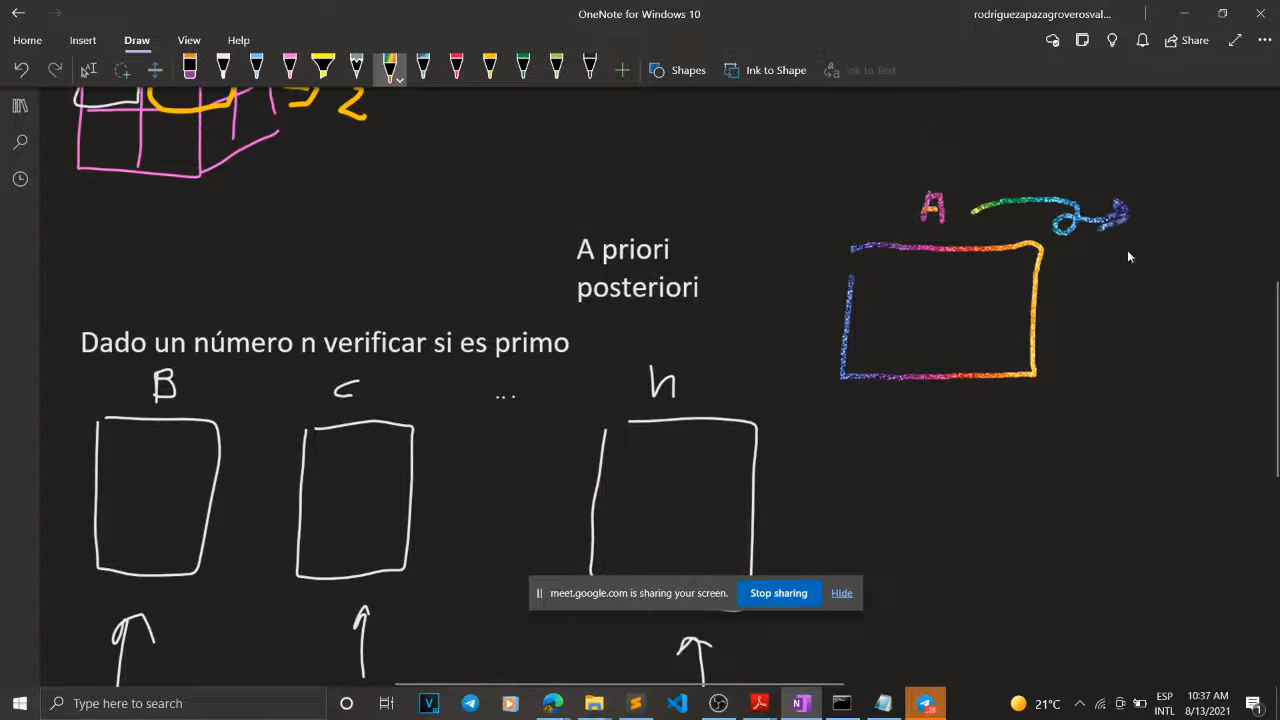 OneNote for Windows 10
rodriguezapazagroverosval...
Home Insert Draw View Help
Share
Shapes
Ink to Shape
Ink to Text
2
A
A priori
posteriori
Dado un número n verificar si es primo
B C ... n
meet.google.com is sharing your screen. Stop sharing Hide
Type here to search
21°C
ESP
INTL
10:37 AM
8/13/2021